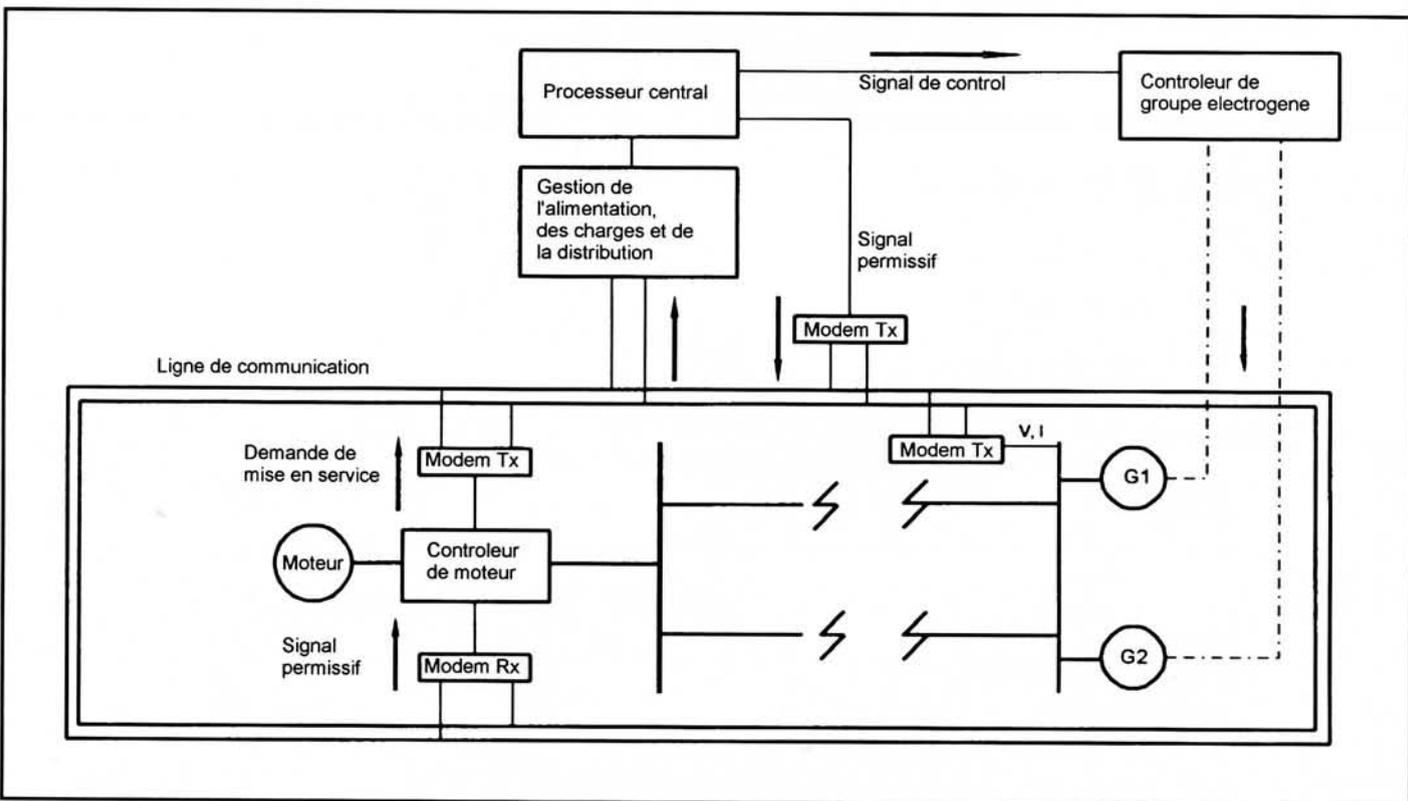 Processeur central
Signal de control
Controleur de
groupe electrogene
Gestion de
l'alimentation,
des charges et de
la distribution
Signal
permissif
Modem Tx
Ligne de communication
Demande de
mise en service
Modem Tx
Modem Tx
V, I
G1
Moteur
Controleur
de moteur
Signal
permissif
Modem Rx
G2